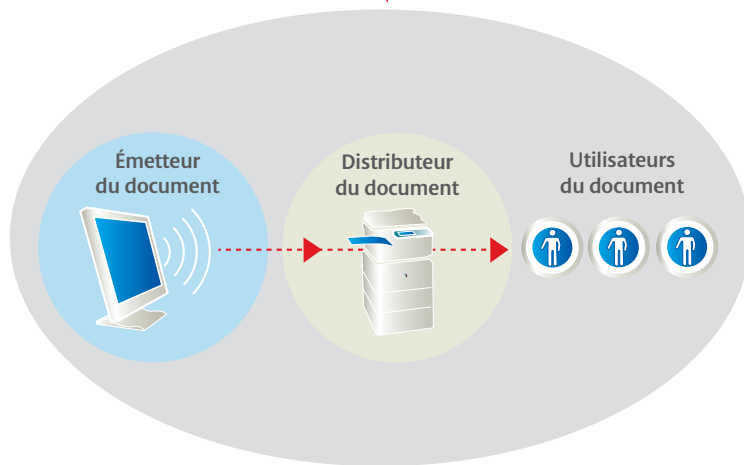 Émetteur
du document
Distributeur
du document
Utilisateurs
du document